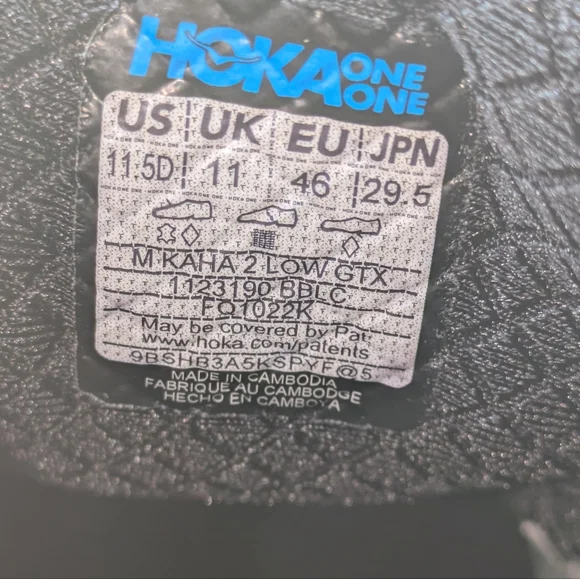 HOKA ONE ONE
US UK EU JPN
11.5D 11 46 29.5
M KAHA 2 LOW GTX
1123190 BBLC
FQ1022K
May be covered by Pat.
www.hoka.com/patents
9BSHB3A5KSPYF@5
MADE IN CAMBODIA
FABRIQUÉ AU CAMBODGE
HECHO EN CAMBOYA